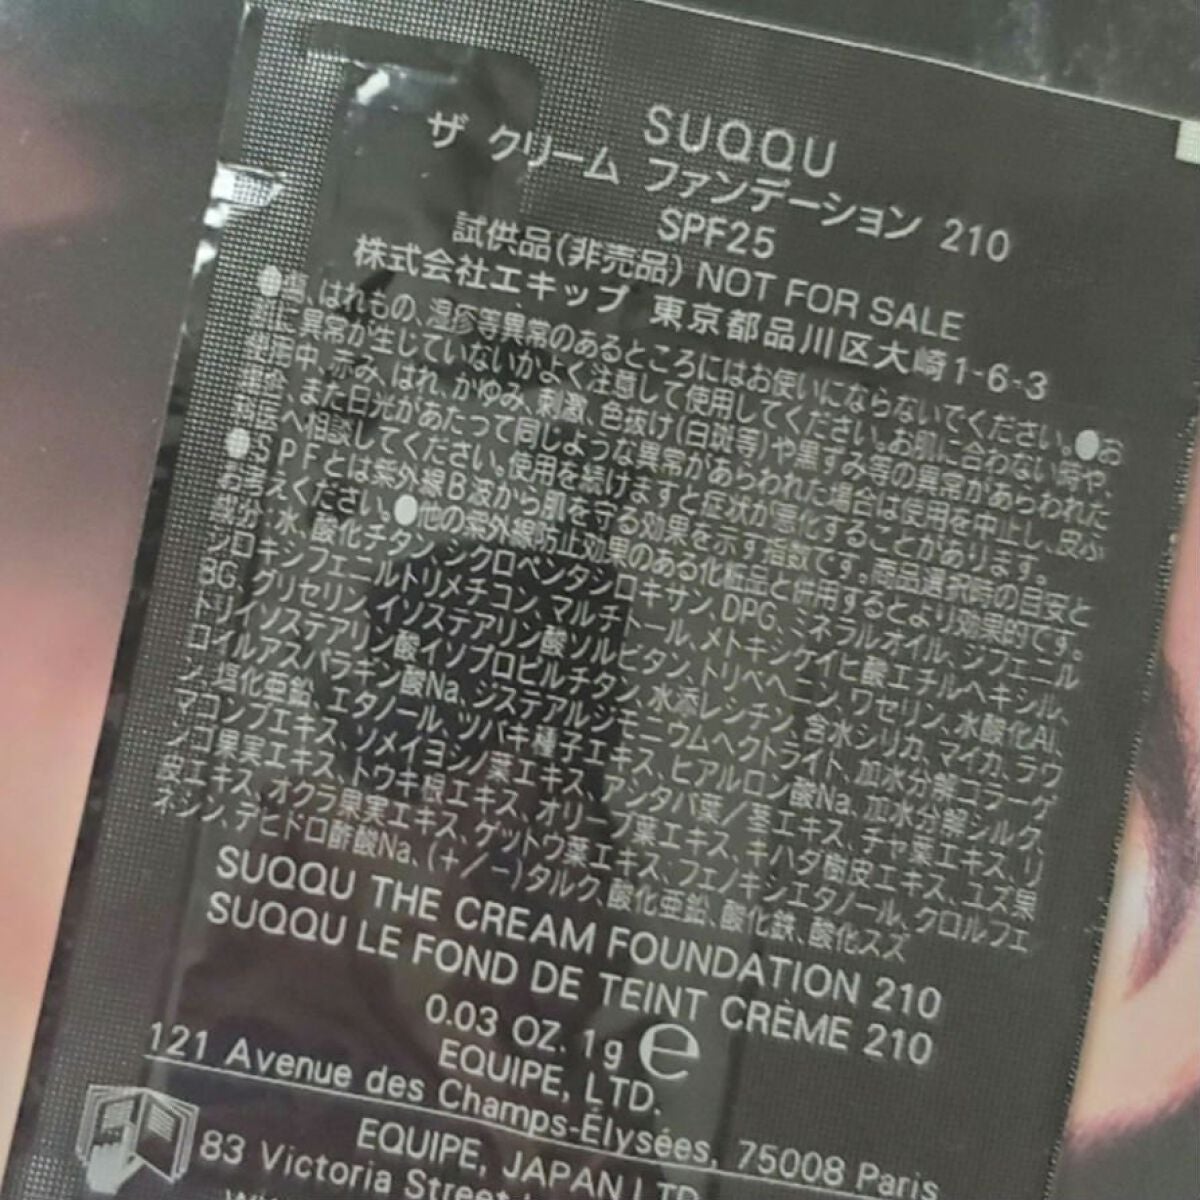 SUQQU
ザ クリーム ファンデーション 210
SPF25
試供品(非売品) NOT FOR SALE
株式会社エキップ 東京都品川区大崎1-6-3
●傷、はれもの、湿疹等異常のあるところにはお使いにならないでください。●お
肌に異常が生じていないかよく注意して使用してください。お肌に合わない時や、
使用中、赤み、はれ、かゆみ、刺激、色抜け(白斑等)や黒ずみ等の異常があらわれた
場合、また日光があたって同じような異常があらわれた場合は使用を中止し、皮ふ
科医へ相談してください。使用を続けますと症状が悪化することがあります。
●SPFとは紫外線B波から肌を守る効果を示す指数です。商品選択時の目安と
お考えください。●他の紫外線防止効果のある化粧品と併用するとより効果的です。
成分:水、酸化チタン、シクロペンタシロキサン、DPG、ミネラルオイル、ジフェニル
シロキシフェニルトリメチコン、マルチトール、メトキシケイヒ酸エチルヘキシル、
BG、グリセリン、イソステアリン酸ソルビタン、トリベヘニン、ワセリン、水酸化Al、
トリイソステアリン酸イソプロピルチタン、水添レシチン、含水シリカ、マイカ、ラウ
ロイルアスパラギン酸Na、ジステアルジモニウムヘクトライト、加水分解コラーゲ
ン、塩化亜鉛、エタノール、ツバキ種子エキス、ヒアルロン酸Na、加水分解シルク、
マコンブエキス、ソメイヨシノ葉エキス、アシタバ葉/茎エキス、チャ葉エキス、リ
ンゴ果実エキス、トウキ根エキス、オリーブ葉エキス、キハダ樹皮エキス、ユズ果
皮エキス、オクラ果実エキス、ゲットウ葉エキス、フェノキシエタノール、クロルフェ
ネシン、デヒドロ酢酸Na、(+/-)タルク、酸化亜鉛、酸化鉄、酸化スズ
SUQQU THE CREAM FOUNDATION 210
SUQQU LE FOND DE TEINT CRÈME 210
0.03 OZ. 1g ℮
EQUIPE, LTD.
121 Avenue des Champs-Élysées, 75008 Paris
EQUIPE, JAPAN LTD
83 Victoria Street